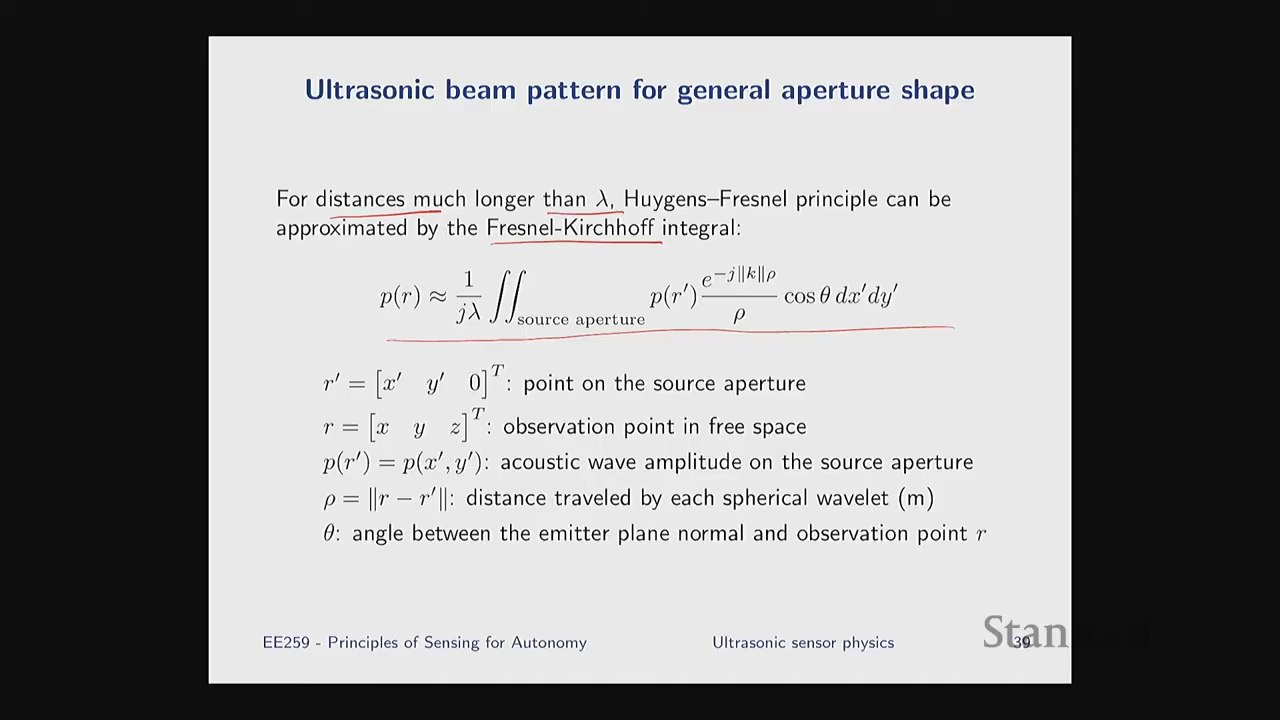 Ultrasonic beam pattern for general aperture shape
For distances much longer than λ, Huygens–Fresnel principle can be
approximated by the Fresnel-Kirchhoff integral:
p(r) ≈ 1/(jλ) ∬_source aperture p(r′) e^{−j‖k‖ρ}/ρ cos θ dx′dy′
r′ = [x′ y′ 0]^T: point on the source aperture
r = [x y z]^T: observation point in free space
p(r′) = p(x′, y′): acoustic wave amplitude on the source aperture
ρ = ‖r − r′‖: distance traveled by each spherical wavelet (m)
θ: angle between the emitter plane normal and observation point r
EE259 - Principles of Sensing for Autonomy Ultrasonic sensor physics 39
Stanford